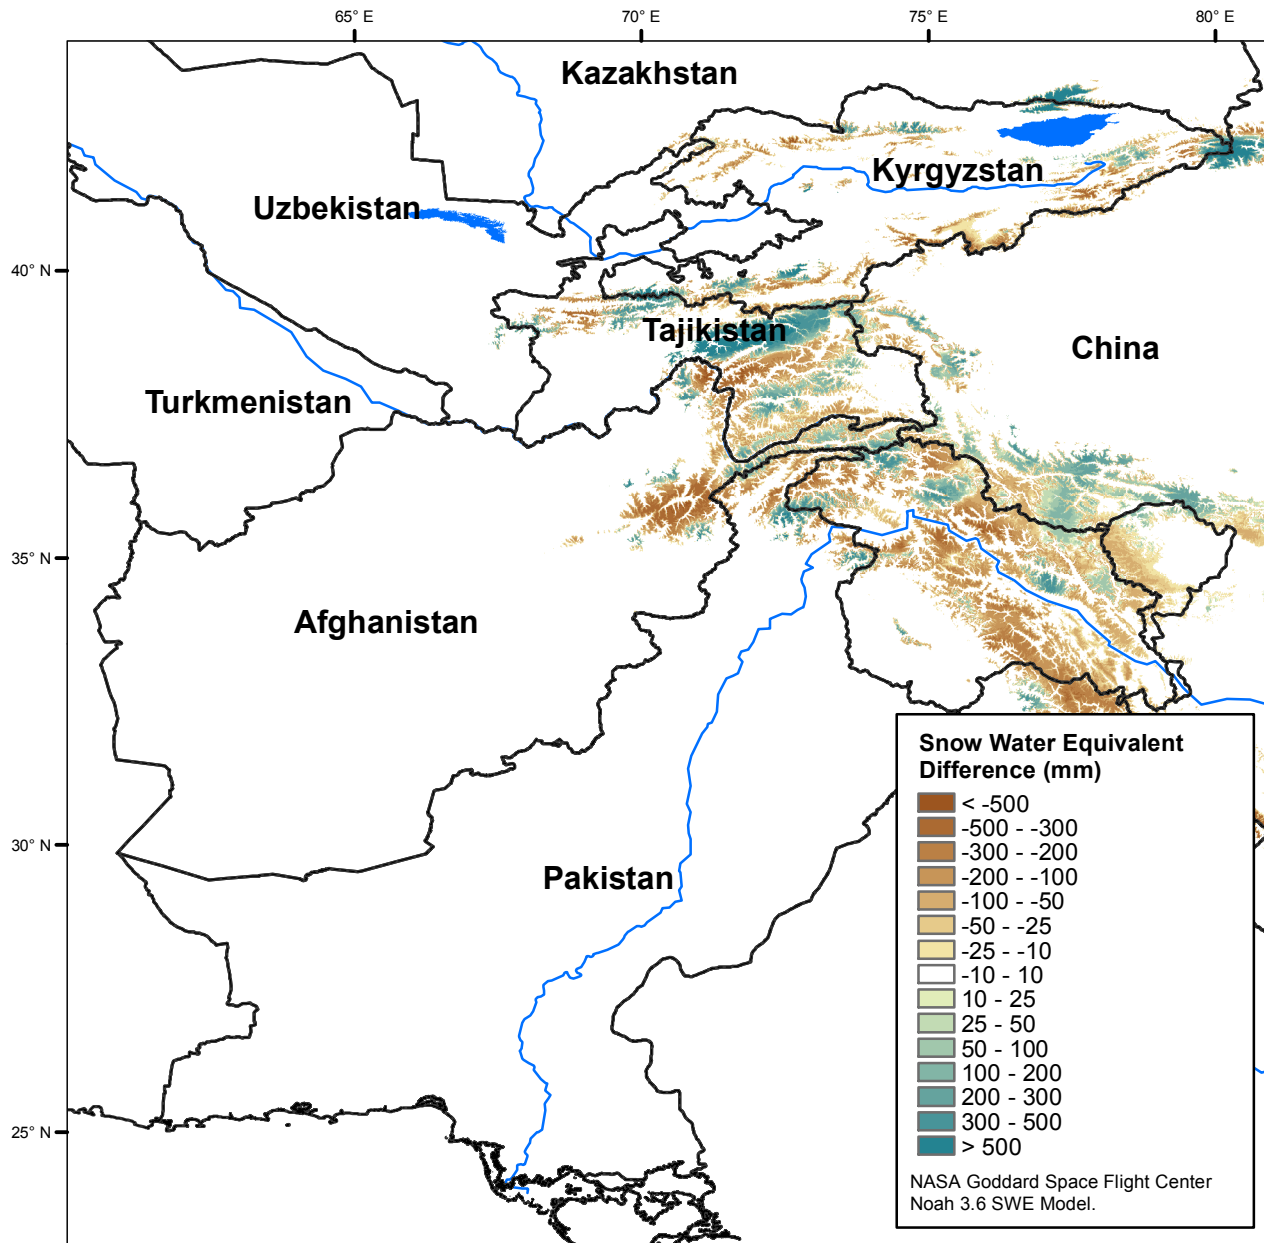 65° E 70° E 75° E 80° E
Kazakhstan
Kyrgyzstan
Uzbekistan
40° N
Tajikistan
China
Turkmenistan
35° N
Afghanistan
Snow Water Equivalent
Difference (mm)
< -500
-500 - -300
-300 - -200
-200 - -100
-100 - -50
-50 - -25
-25 - -10
-10 - 10
10 - 25
25 - 50
50 - 100
100 - 200
200 - 300
300 - 500
> 500
30° N
Pakistan
25° N
NASA Goddard Space Flight Center
Noah 3.6 SWE Model.